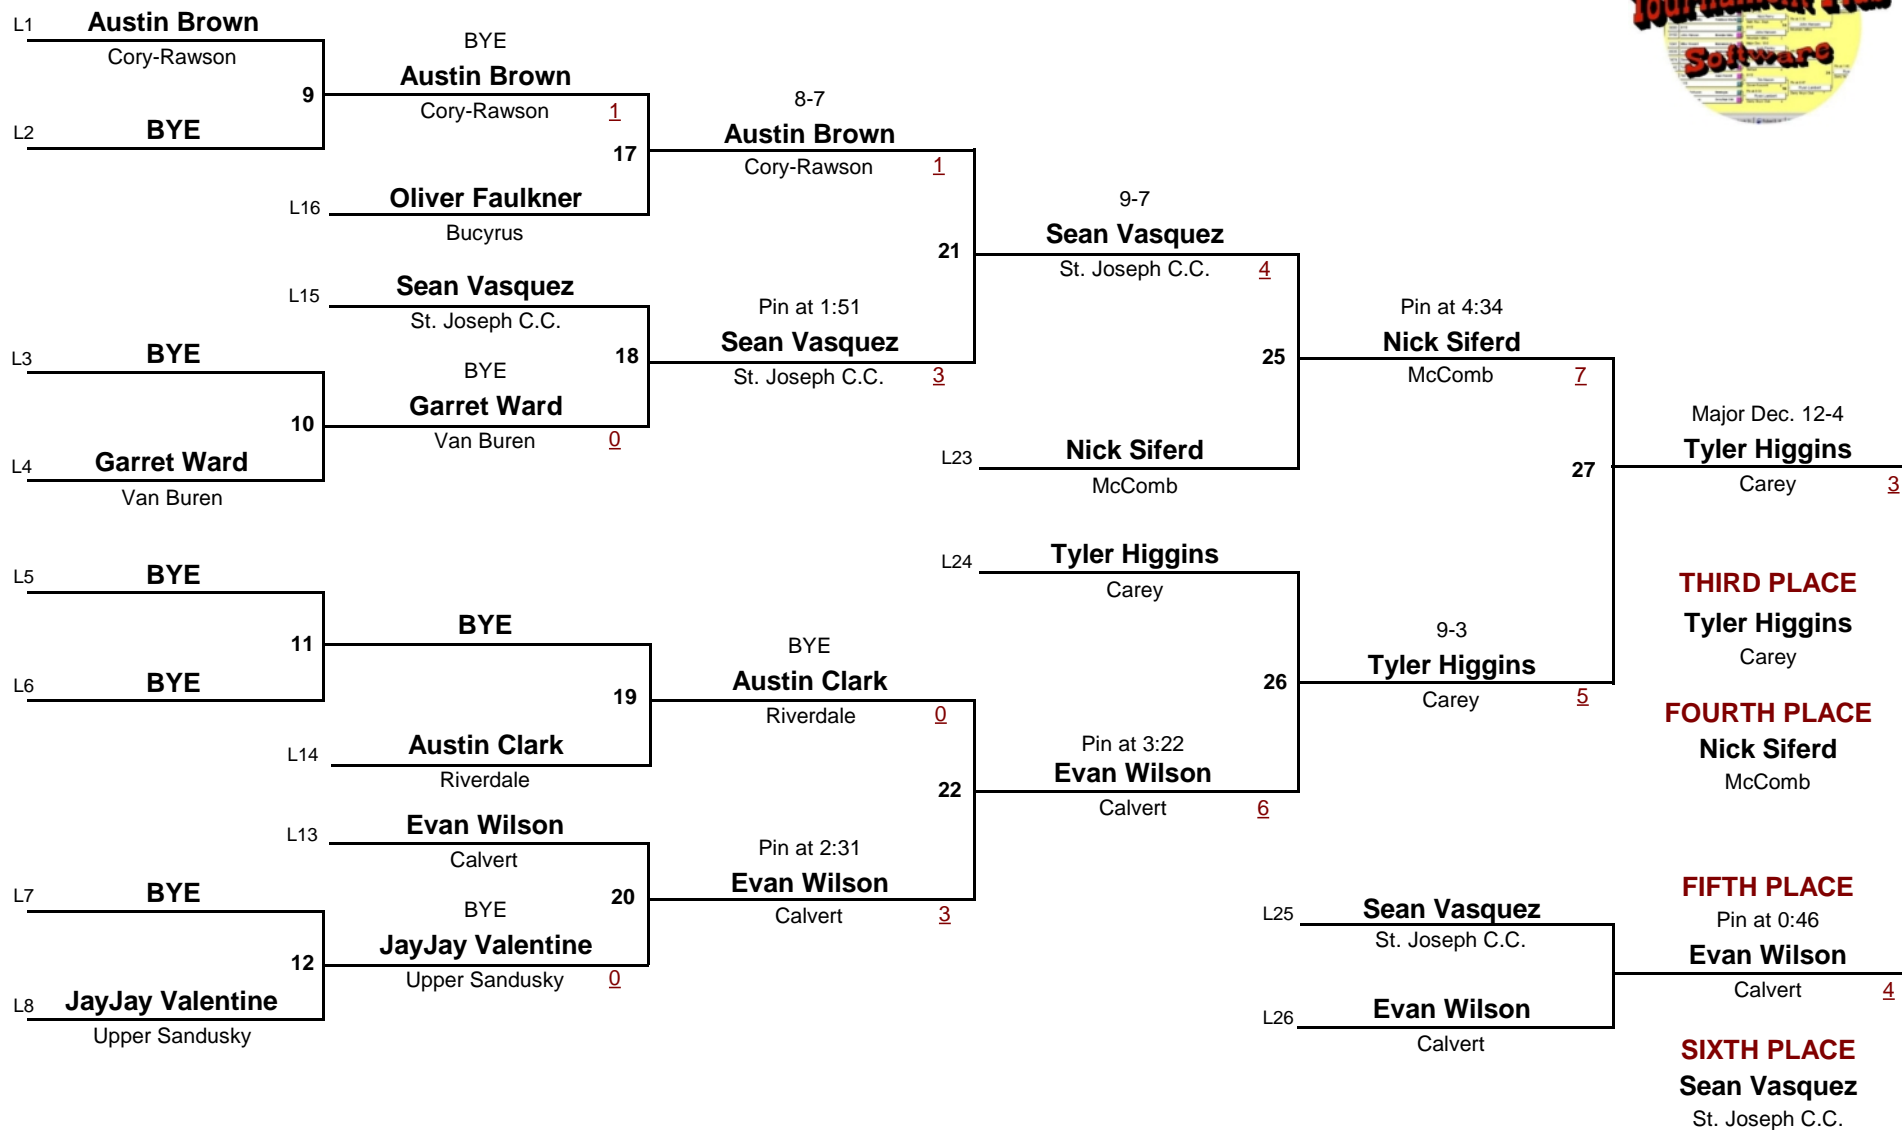 Tournament Plus
Software
L1
Austin Brown
Cory-Rawson
9
L2
BYE
BYE
Austin Brown
Cory-Rawson
1
17
L16
Oliver Faulkner
Bucyrus
8-7
Austin Brown
Cory-Rawson
1
L15
Sean Vasquez
St. Joseph C.C.
18
L3
BYE
10
L4
Garret Ward
Van Buren
BYE
Garret Ward
Van Buren
0
Pin at 1:51
Sean Vasquez
St. Joseph C.C.
3
21
9-7
Sean Vasquez
St. Joseph C.C.
4
25
L23
Nick Siferd
McComb
Pin at 4:34
Nick Siferd
McComb
7
27
Major Dec. 12-4
Tyler Higgins
Carey
3
L5
BYE
11
L6
BYE
BYE
19
L14
Austin Clark
Riverdale
BYE
Austin Clark
Riverdale
0
22
L13
Evan Wilson
Calvert
20
L7
BYE
12
L8
JayJay Valentine
Upper Sandusky
BYE
JayJay Valentine
Upper Sandusky
0
Pin at 2:31
Evan Wilson
Calvert
3
L24
Tyler Higgins
Carey
26
Pin at 3:22
Evan Wilson
Calvert
6
9-3
Tyler Higgins
Carey
5
THIRD PLACE
Tyler Higgins
Carey
FOURTH PLACE
Nick Siferd
McComb
L25
Sean Vasquez
St. Joseph C.C.
L26
Evan Wilson
Calvert
FIFTH PLACE
Pin at 0:46
Evan Wilson
Calvert
4
SIXTH PLACE
Sean Vasquez
St. Joseph C.C.